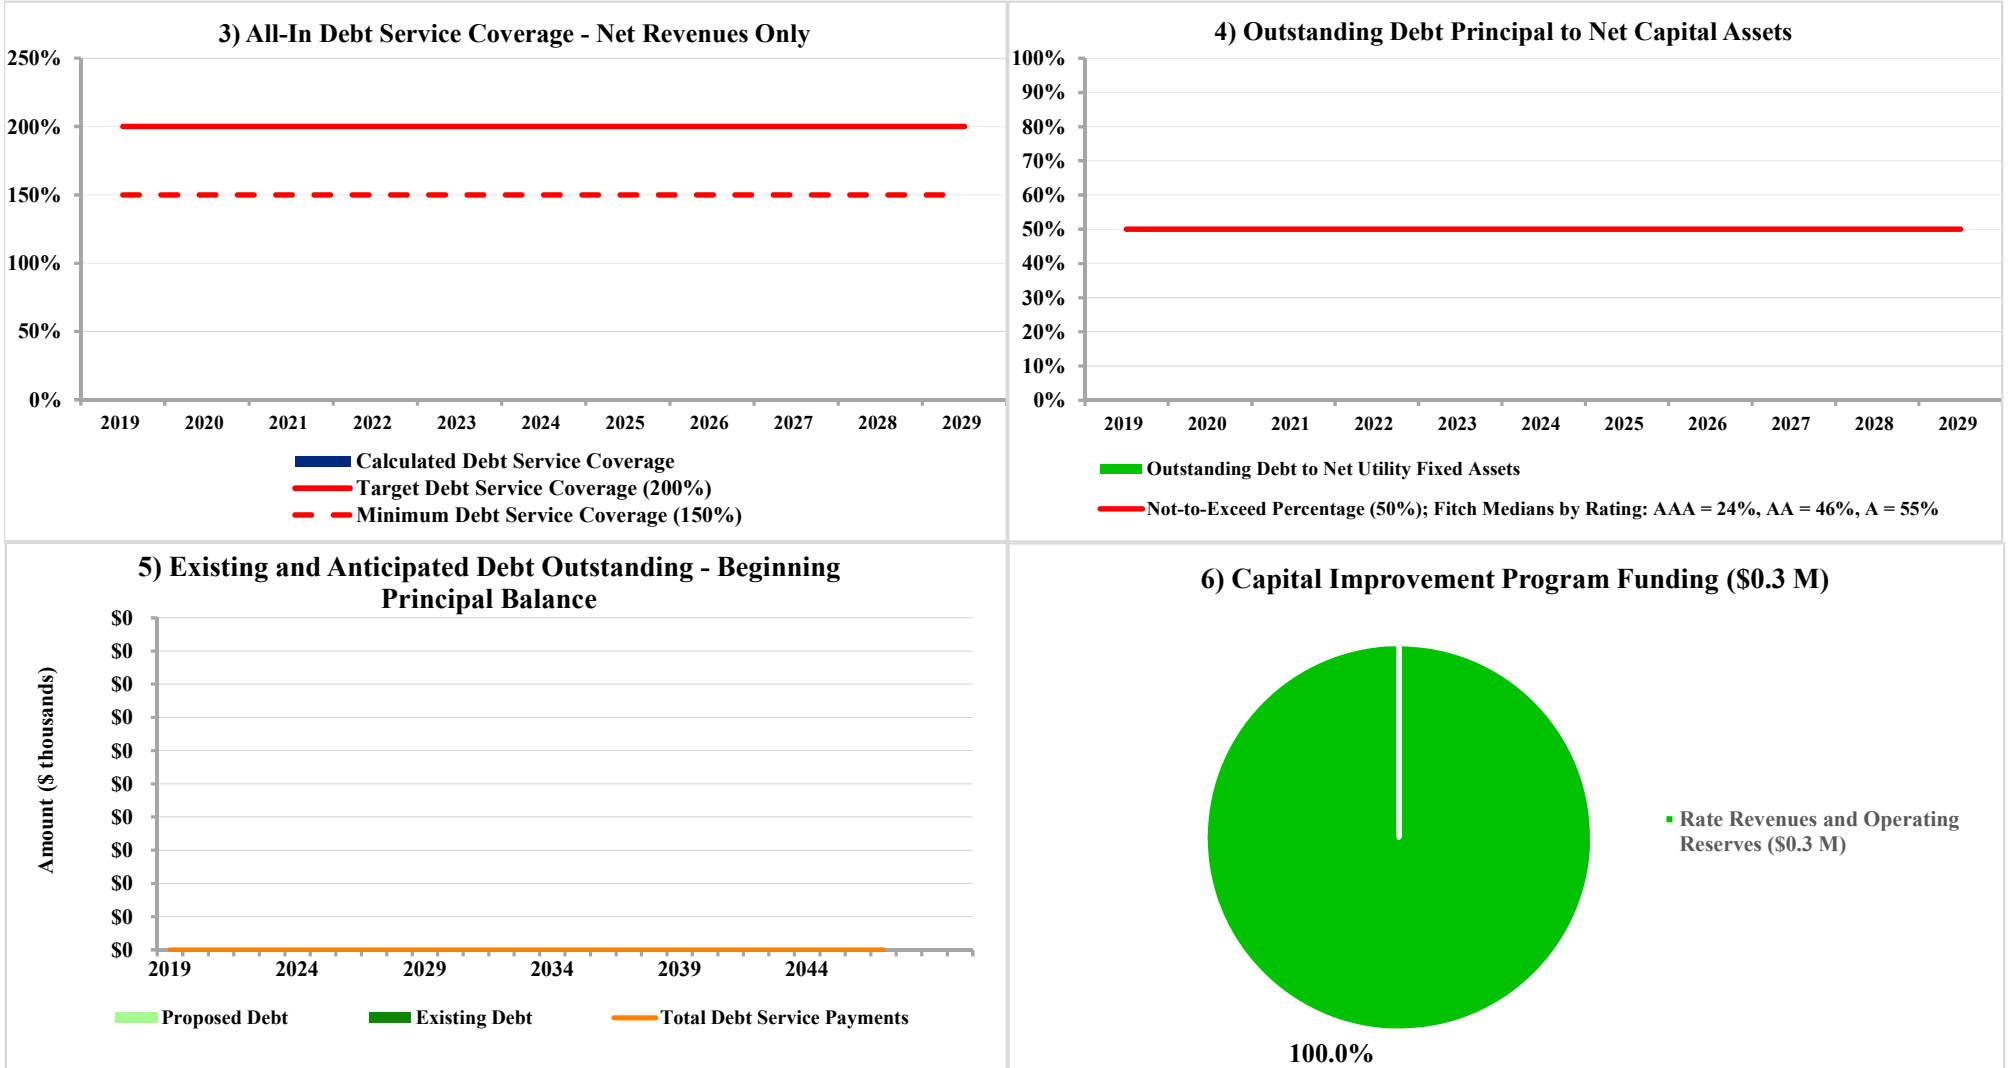 3) All-In Debt Service Coverage - Net Revenues Only
250%
200%
150%
100%
50%
0%
2019 2020 2021 2022 2023 2024 2025 2026 2027 2028 2029
Calculated Debt Service Coverage
Target Debt Service Coverage (200%)
Minimum Debt Service Coverage (150%)
4) Outstanding Debt Principal to Net Capital Assets
100%
90%
80%
70%
60%
50%
40%
30%
20%
10%
0%
2019 2020 2021 2022 2023 2024 2025 2026 2027 2028 2029
Outstanding Debt to Net Utility Fixed Assets
Not-to-Exceed Percentage (50%); Fitch Medians by Rating: AAA = 24%, AA = 46%, A = 55%
5) Existing and Anticipated Debt Outstanding - Beginning
Principal Balance
Amount ($ thousands)
$0
$0
$0
$0
$0
$0
$0
$0
$0
$0
$0
2019 2024 2029 2034 2039 2044
Proposed Debt Existing Debt Total Debt Service Payments
6) Capital Improvement Program Funding ($0.3 M)
Rate Revenues and Operating
Reserves ($0.3 M)
100.0%